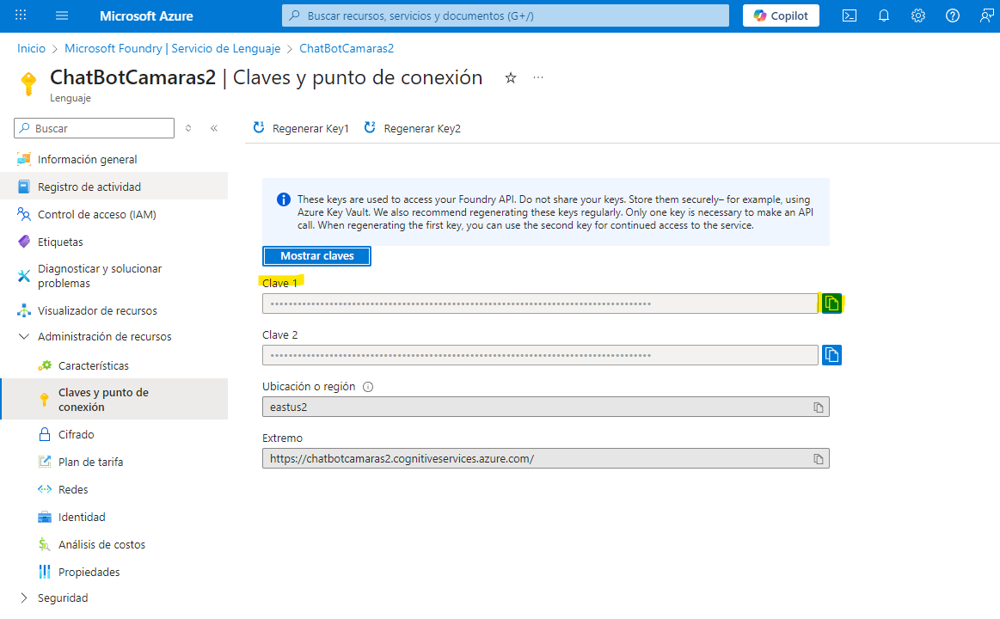 Microsoft Azure
Buscar recursos, servicios y documentos (G+/)
Copilot
Inicio > Microsoft Foundry | Servicio de Lenguaje > ChatBotCamaras2
ChatBotCamaras2 | Claves y punto de conexión
Lenguaje
Buscar
Regenerar Key1
Regenerar Key2
Información general
Registro de actividad
Control de acceso (IAM)
Etiquetas
Diagnosticar y solucionar
problemas
Visualizador de recursos
Administración de recursos
Características
Claves y punto de
conexión
Cifrado
Plan de tarifa
Redes
Identidad
Análisis de costos
Propiedades
Seguridad
These keys are used to access your Foundry API. Do not share your keys. Store them securely– for example, using
Azure Key Vault. We also recommend regenerating these keys regularly. Only one key is necessary to make an API
call. When regenerating the first key, you can use the second key for continued access to the service.
Mostrar claves
Clave 1
Clave 2
Ubicación o región
eastus2
Extremo
https://chatbotcamaras2.cognitiveservices.azure.com/